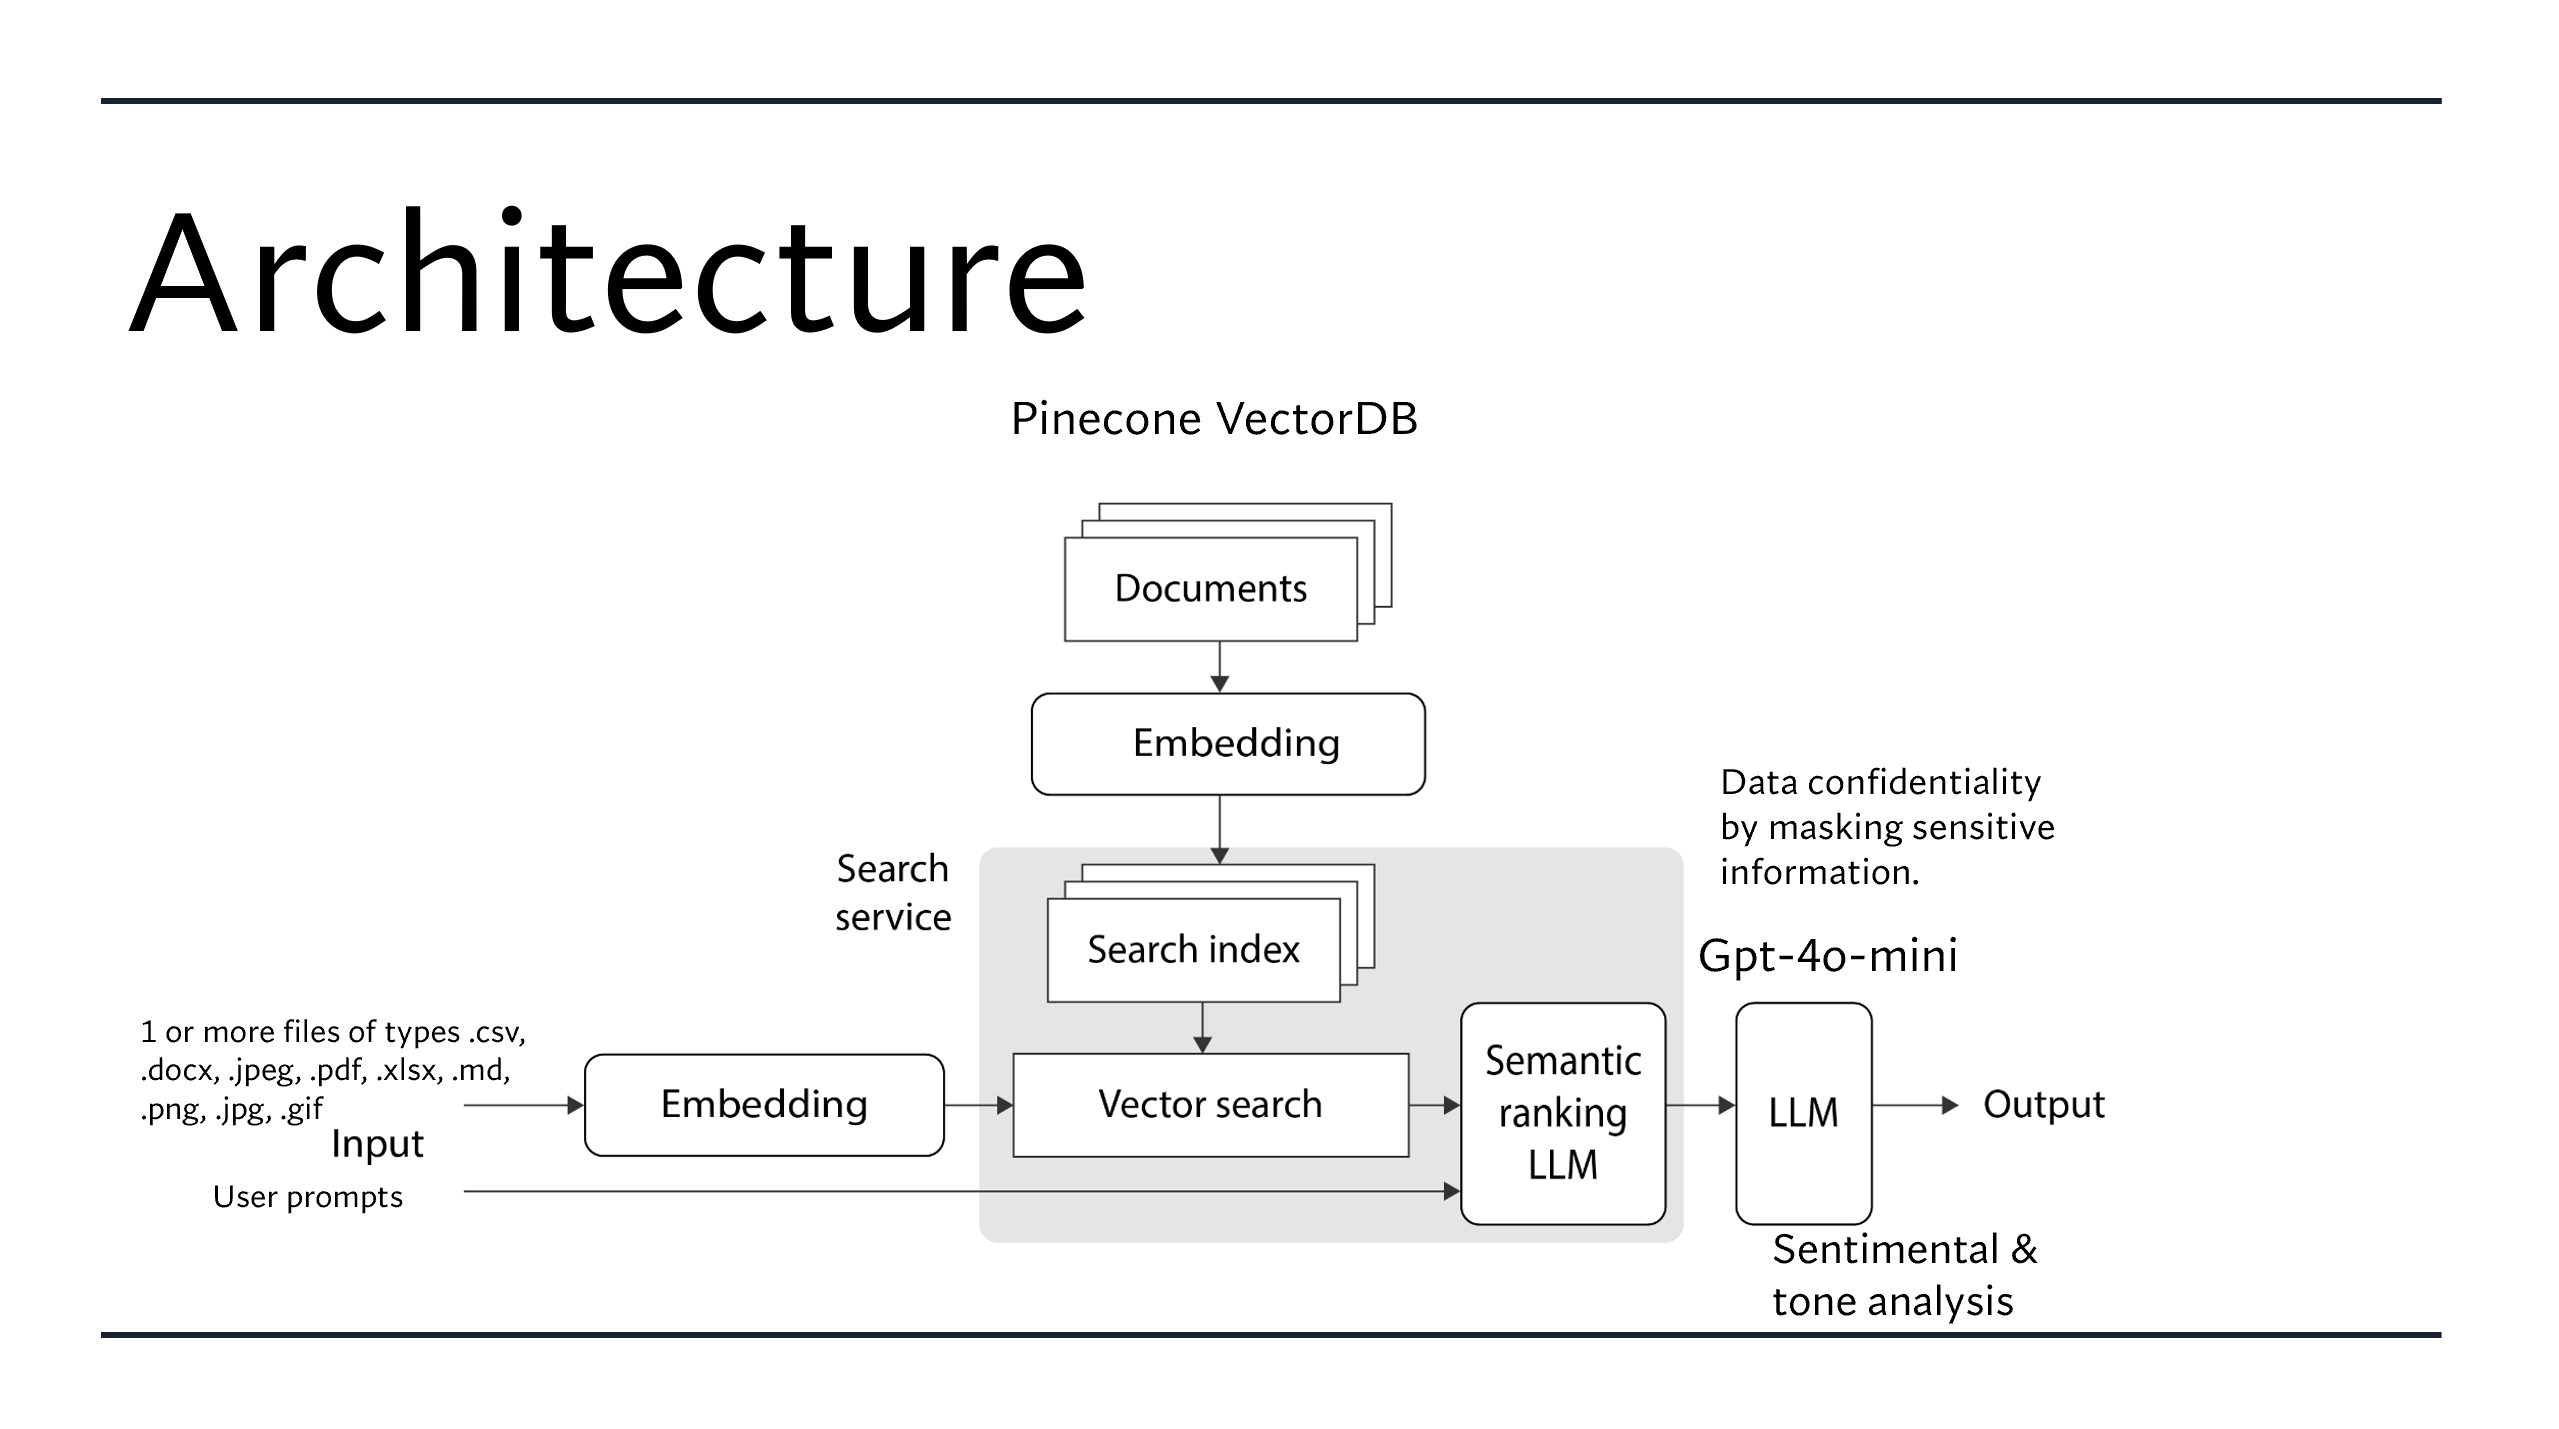 Architecture
Pinecone VectorDB
Documents
Embedding
Data confidentiality
by masking sensitive
information.
Search
service
Search index
Gpt-4o-mini
1 or more files of types .csv,
.docx, .jpeg, .pdf, .xlsx, .md,
.png, .jpg, .gif
Input
User prompts
Embedding
Vector search
Semantic
ranking
LLM
LLM
Output
Sentimental &
tone analysis